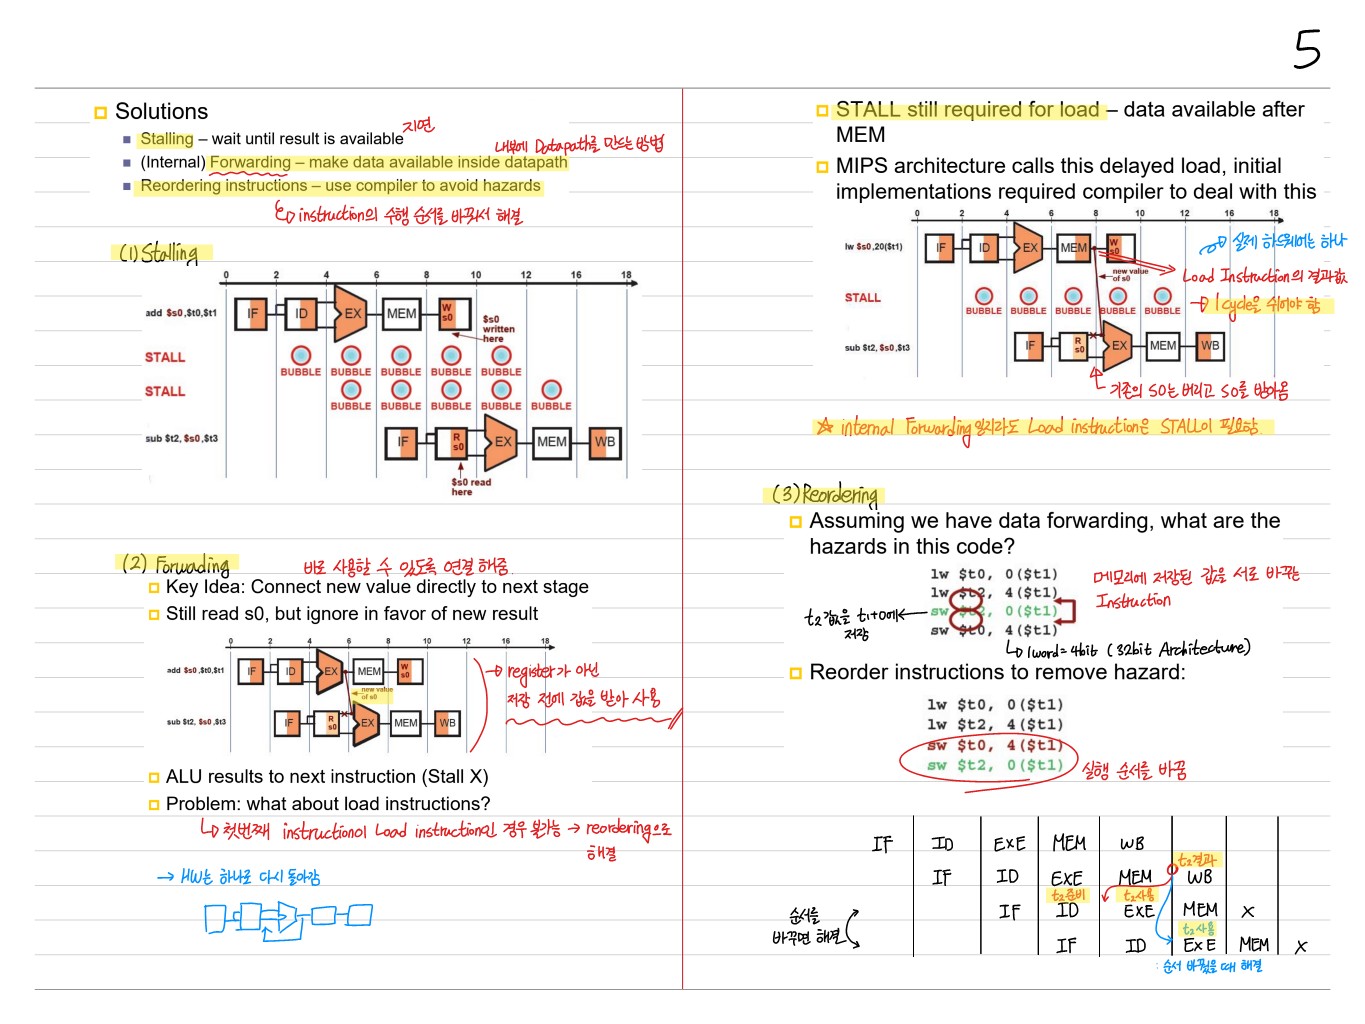 5
Solutions
Stalling – wait until result is available
지연
(Internal) Forwarding – make data available inside datapath
내부에 Datapath를 만드는 방법
Reordering instructions – use compiler to avoid hazards
instruction의 수행 순서를 바꿔서 해결
(1) Stalling
0 2 4 6 8 10 12 14 16 18
add $s0,$t0,$t1
IF ID EX MEM W s0
$s0 written here
STALL
BUBBLE BUBBLE BUBBLE BUBBLE BUBBLE
STALL
BUBBLE BUBBLE BUBBLE BUBBLE BUBBLE
sub $t2,$s0,$t3
IF R s0 EX MEM WB
$s0 read here
(2) Forwading
바로 사용할 수 있도록 연결 해줌
Key Idea: Connect new value directly to next stage
Still read s0, but ignore in favor of new result
0 2 4 6 8 10 12 14 16 18
add $s0,$t0,$t1
IF ID EX MEM W s0
new value of s0
sub $t2,$s0,$t3
IF R s0 EX MEM WB
register가 아닌
저장 전에 값을 받아 사용
ALU results to next instruction (Stall X)
Problem: what about load instructions?
첫번째 instruction이 Load instruction인 경우 불가능 → reordering으로
해결
→ HW는 하나로 다시 돌아감
STALL still required for load – data available after
MEM
MIPS architecture calls this delayed load, initial
implementations required compiler to deal with this
0 2 4 6 8 10 12 14 16 18
lw $s0,20($t1)
IF ID EX MEM W s0
new value of s0
실제 하드웨어는 하나
Load Instruction의 결과값
STALL
BUBBLE BUBBLE BUBBLE BUBBLE BUBBLE
→ 1cycle을 쉬어야 함
sub $t2,$s0,$t3
IF R s0 EX MEM WB
기존의 s0는 버리고 s0를 받아옴
☆ internal Forwarding일지라도 Load instruction은 STALL이 필요함.
(3) Reordering
Assuming we have data forwarding, what are the
hazards in this code?
lw $t0, 0($t1)
lw $t2, 4($t1)
sw $t2, 0($t1)
sw $t0, 4($t1)
메모리에 저장된 값을 서로 바꾸는
Instruction
t2 값을 t1+0에
저장
1word=4bit (32bit Architecture)
Reorder instructions to remove hazard:
lw $t0, 0($t1)
lw $t2, 4($t1)
sw $t0, 4($t1)
sw $t2, 0($t1)
실행 순서를 바꿈
IF ID EXE MEM WB
t2결과
IF ID EXE MEM WB
t2준비 t2사용
IF ID EXE MEM X
순서를
바꾸면 해결
t2사용
IF ID EXE MEM X
: 순서 바꿨을 때 해결